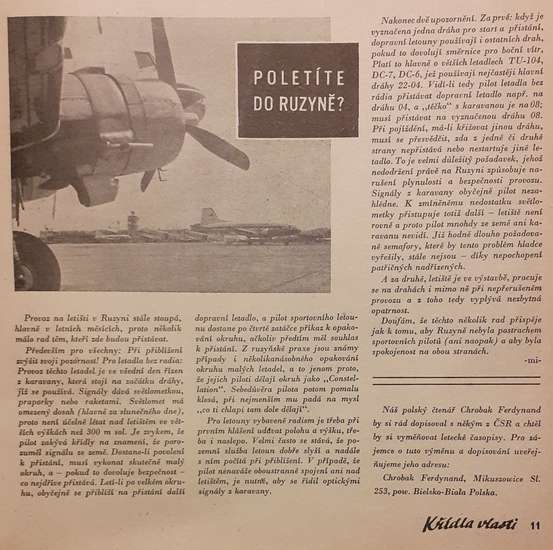 POLETÍTE
DO RUZYNĚ?
Provoz na letišti v Ruzyni stále stoupá,
hlavně v letních měsících, proto několik
málo rad těm, kteří zde budou přistávat.
Především pro všechny: Při přiblížení
zvýšit svoji pozornost! Pro letadlo bez radia:
Provoz těchto letadel je ve všední den řízen
z karavany, která stojí na začátku dráhy,
jíž se používá. Signály dává světlometkou,
praporky nebo raketami. Světlomet má
omezený dosah (hlavně za slunečného dne),
proto není účelné létat nad letištěm ve vět-
ších výškách než 300 m sol. Je zvykem, že
pilot zakývá křídly na znamení, že poro-
zuměl signálu se země. Dostane-li povolení
k přistání, musí vykonat skutečně malý
okruh, a – pokud to dovoluje bezpečnost –
co nejdříve přistává. Letí-li po velkém okru-
hu, obyčejně se přiblíží na přistání další
dopravní letadlo, a pilot sportovního letou-
nu dostane po čtvrté zatáčce příkaz k opako-
vání okruhu, ačkoliv předtím měl souhlas
k přistání. Z ruzyňské praxe jsou známy
případy i několikanásobného opakování
okruhu malých letadel, a to jenom proto,
že jejich piloti dělají okruh jako „Constel-
lation". Sebedůvěra pilota potom pomalu
klesá, při nejmenším mu padá na mysl
„co ti chlapi tam dole dělají".
Pro letouny vybavené radiem je třeba při
prvním hlášení udávat polohu a výšku, tře-
ba i naslepo. Velmi často se stává, že po-
zemní služba letoun dobře slyší a nadále
s ním počítá při přiblížení. V případě, že
pilot nenaváže oboustranné spojení ani nad
letištěm, je nutné, aby se řídil optickými
signály z karavany.
Nakonec dvě upozornění. Za prvé: když je
vyznačena jedna dráha pro start a přistání,
dopravní letouny používají i ostatních drah,
pokud to dovolují směrnice pro boční vítr.
Platí to hlavně o větších letadlech TU-104,
DC-7, DC-6, jež používají nejčastěji hlavní
dráhy 22-04. Vidí-li tedy pilot letadla bez
rádia přistávat dopravní letadlo např. na
dráhu 04, a „téčko" s karavanou je na 08;
musí přistávat na vyznačenou dráhu 08.
Při pojíždění, má-li křižovat jinou dráhu,
musí se přesvědčit, zda z jedné či druhé
strany nepřistává nebo nestartuje jiné le-
tadlo. To je velmi důležitý požadavek, jehož
nedodržení právě na Ruzyni způsobuje na-
rušení plynulosti a bezpečnosti provozu.
Signály z karavany obyčejně pilot nezah-
lédne. K zmíněnému nedostatku světlo-
metky přistupuje totiž další – letiště není
rovné a proto pilot mnohdy ze země ani ka-
ravanu nevidí. Již hodně dlouho požadova-
né semafory, které by tento problém hladce
vyřešily, stále nejsou – díky nepochopení
patřičných nadřízených.
A za druhé, letiště je ve výstavbě, pracuje
se na drahách i mimo ně při nepřerušeném
provozu a z toho tedy vyplývá nezbytná
opatrnost.
Doufám, že těchto několik rad přispěje
jak k tomu, aby Ruzyně nebyla postrachem
sportovních pilotů (ani naopak) a aby byla
spokojenost na obou stranách.
-mi-
Náš polský čtenář Chrobak Ferdynand
by si rád dopisoval s někým z ČSR a chtěl
by si vyměňovat letecké časopisy. Pro zá-
jemce o tuto výměnu a dopisování uveřej-
ňujeme jeho adresu:
Chrobak Ferdynand, Mikuszowice Sl.
253, pow. Bielsko-Biała Polska.
Křídla vlasti 11